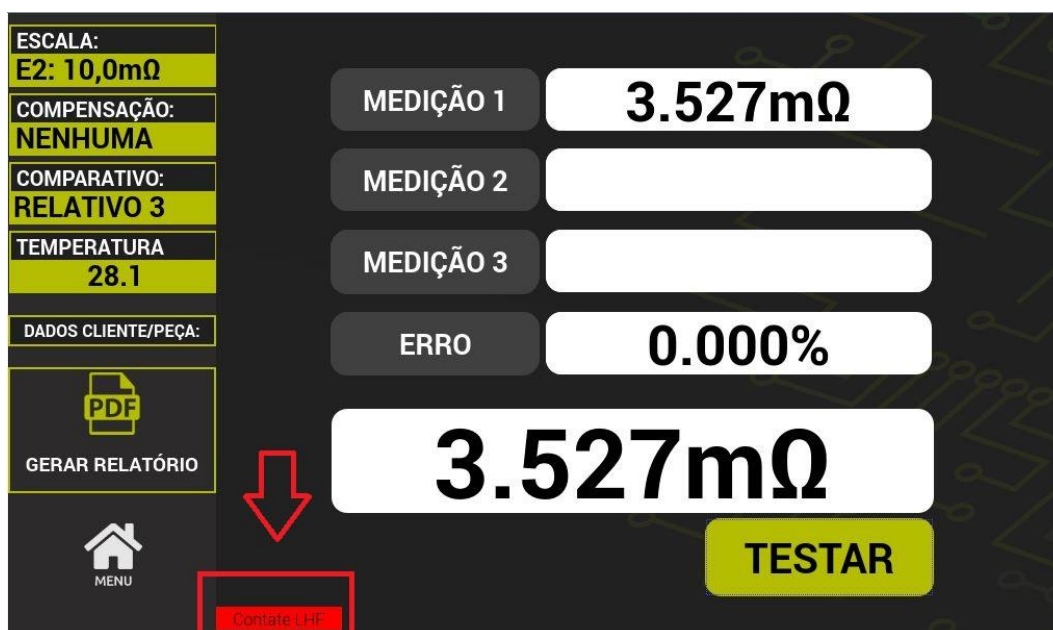 ESCALA:
E2: 10,0mΩ
COMPENSAÇÃO:
NENHUMA
COMPARATIVO:
RELATIVO 3
TEMPERATURA
28.1
DADOS CLIENTE/PEÇA:
PDF
GERAR RELATÓRIO
MENU
MEDIÇÃO 1
3.527mΩ
MEDIÇÃO 2
MEDIÇÃO 3
ERRO
0.000%
3.527mΩ
TESTAR
Contate LHF